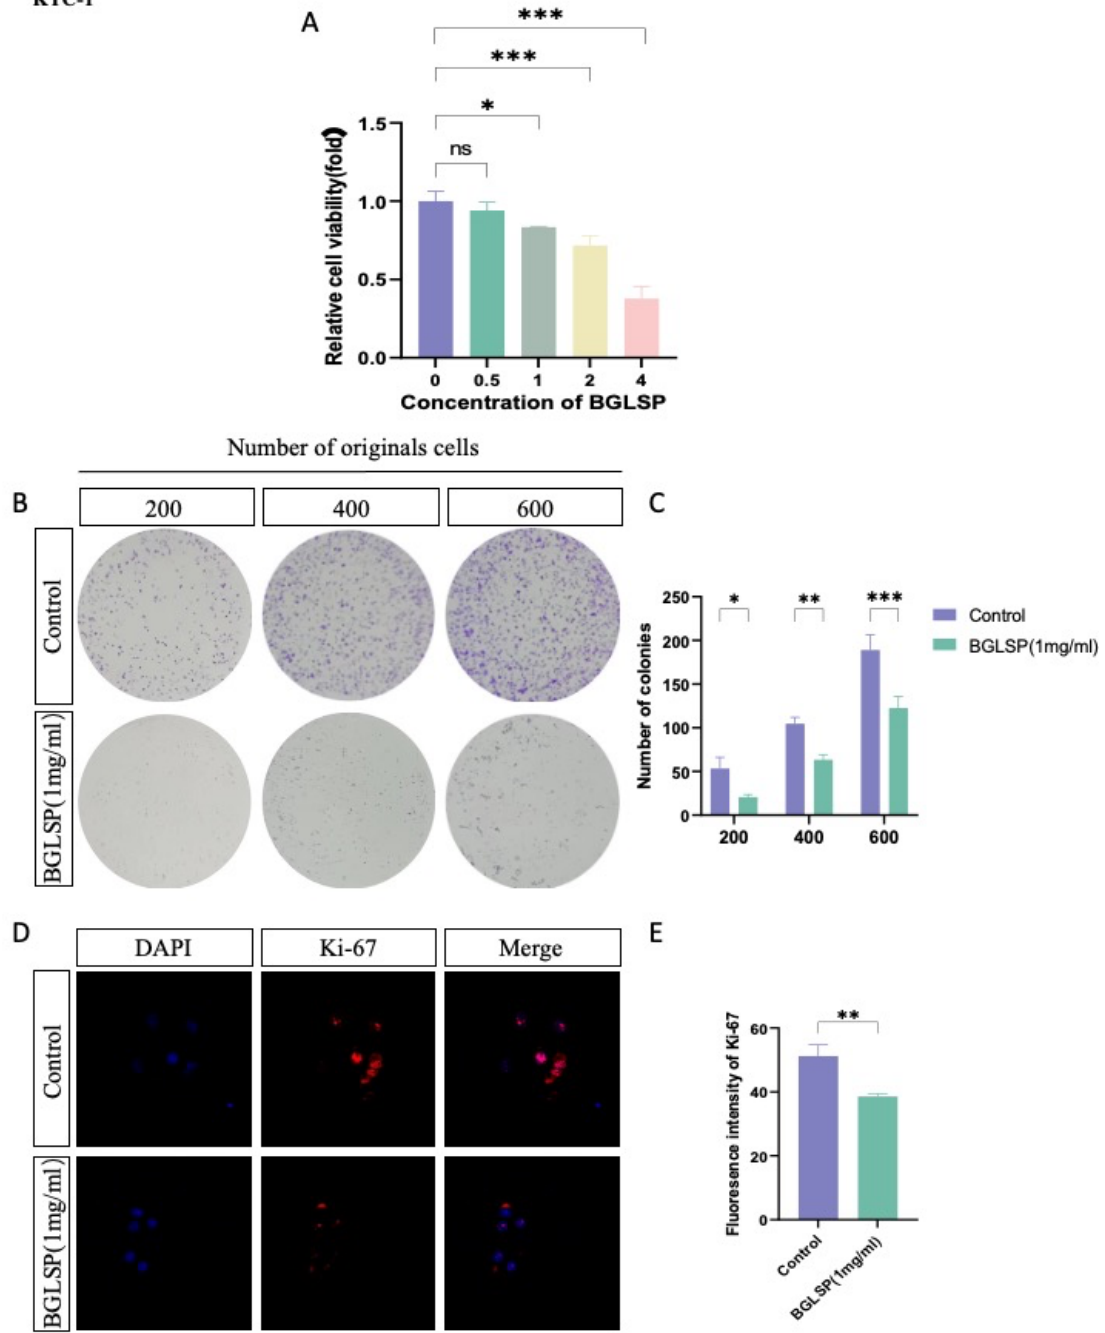 A
***
***
*
ns
Relative cell viability(fold)
1.5
1.0
0.5
0.0
0 0.5 1 2 4
Concentration of BGLSP
Number of originals cells
B
200 400 600
Control
BGLSP(1mg/ml)
C
* ** ***
Number of colonies
250
200
150
100
50
0
200 400 600
Control
BGLSP(1mg/ml)
D
DAPI Ki-67 Merge
Control
BGLSP(1mg/ml)
E
**
Fluoresence intensity of Ki-67
60
40
20
0
Control
BGLSP(1mg/ml)